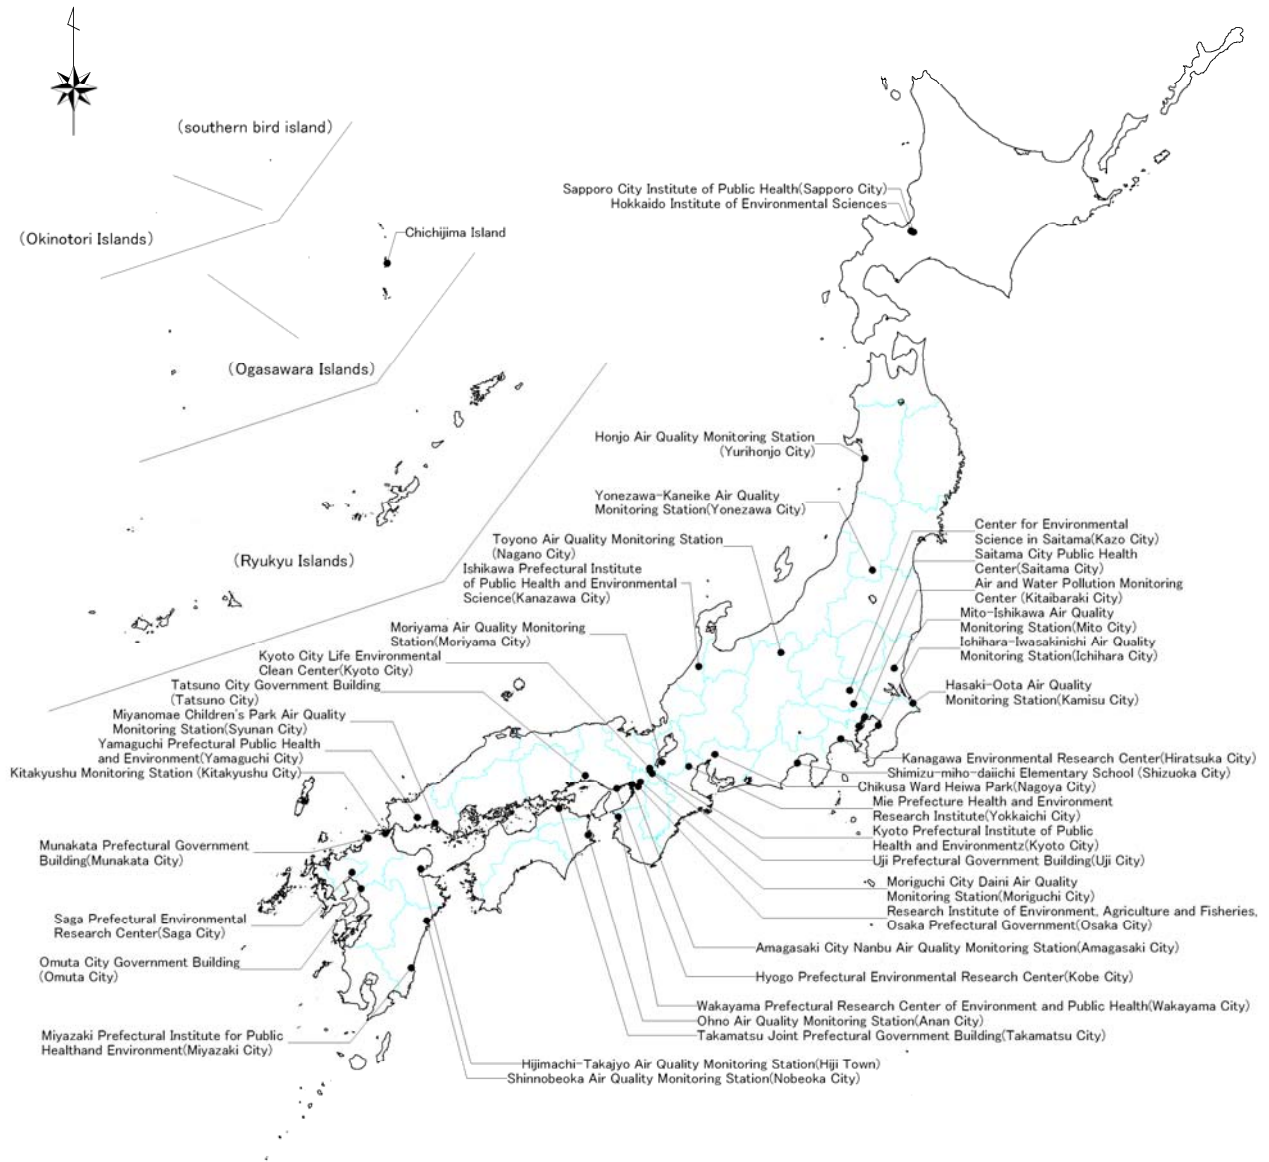 (southern bird island)
(Okinotori Islands)
Chichijima Island
(Ogasawara Islands)
(Ryukyu Islands)
Sapporo City Institute of Public Health(Sapporo City)
Hokkaido Institute of Environmental Sciences
Honjo Air Quality Monitoring Station
(Yurihonjo City)
Yonezawa-Kaneike Air Quality
Monitoring Station(Yonezawa City)
Toyono Air Quality Monitoring Station
(Nagano City)
Ishikawa Prefectural Institute
of Public Health and Environmental
Science(Kanazawa City)
Moriyama Air Quality Monitoring
Station(Moriyama City)
Kyoto City Life Environmental
Clean Center(Kyoto City)
Tatsuno City Government Building
(Tatsuno City)
Miyanomae Children's Park Air Quality
Monitoring Station(Syunan City)
Yamaguchi Prefectural Public Health
and Environment(Yamaguchi City)
Kitakyushu Monitoring Station (Kitakyushu City)
Munakata Prefectural Government
Building(Munakata City)
Saga Prefectural Environmental
Research Center(Saga City)
Omuta City Government Building
(Omuta City)
Miyazaki Prefectural Institute for Public
Healthand Environment(Miyazaki City)
Center for Environmental
Science in Saitama(Kazo City)
Saitama City Public Health
Center(Saitama City)
Air and Water Pollution Monitoring
Center (Kitaibaraki City)
Mito-Ishikawa Air Quality
Monitoring Station(Mito City)
Ichihara-Iwasakinishi Air Quality
Monitoring Station(Ichihara City)
Hasaki-Oota Air Quality
Monitoring Station(Kamisu City)
Kanagawa Environmental Research Center(Hiratsuka City)
Shimizu-miho-daiichi Elementary School (Shizuoka City)
Chikusa Ward Heiwa Park(Nagoya City)
Mie Prefecture Health and Environment
Research Institute(Yokkaichi City)
Kyoto Prefectural Institute of Public
Health and Environmentz(Kyoto City)
Uji Prefectural Government Building(Uji City)
Moriguchi City Daini Air Quality
Monitoring Station(Moriguchi City)
Research Institute of Environment, Agriculture and Fisheries,
Osaka Prefectural Government(Osaka City)
Amagasaki City Nanbu Air Quality Monitoring Station(Amagasaki City)
Hyogo Prefectural Environmental Research Center(Kobe City)
Wakayama Prefectural Research Center of Environment and Public Health(Wakayama City)
Ohno Air Quality Monitoring Station(Anan City)
Takamatsu Joint Prefectural Government Building(Takamatsu City)
Hijimachi-Takajyo Air Quality Monitoring Station(Hiji Town)
Shinnobeoka Air Quality Monitoring Station(Nobeoka City)